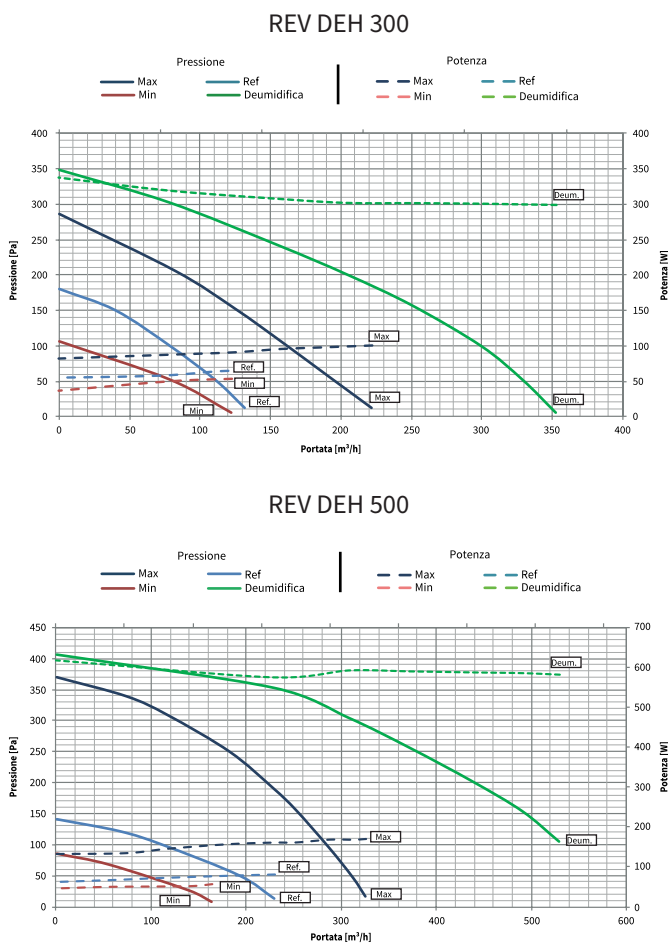 REV DEH 300
Pressione
Potenza
Max Ref Max Ref
Min Deumidifica Min Deumidifica
400 400
350 350
Deum.
300 300
250 250
200 200
150 150
Max
100 100
Ref.
50 Min 50
Max Deum.
Ref.
Min
0 0
0 50 100 150 200 250 300 350 400
Pressione [Pa]
Potenza [W]
Portata [m³/h]
REV DEH 500
Pressione
Potenza
Max Ref Max Ref
Min Deumidifica Min Deumidifica
450 700
400 600
Deum.
350
300 500
250 400
200 300
150 200
Max
100 Deum.
100
Ref.
50 Min
Max
Ref.
Min
0 0
0 100 200 300 400 500 600
Pressione [Pa]
Potenza [W]
Portata [m³/h]